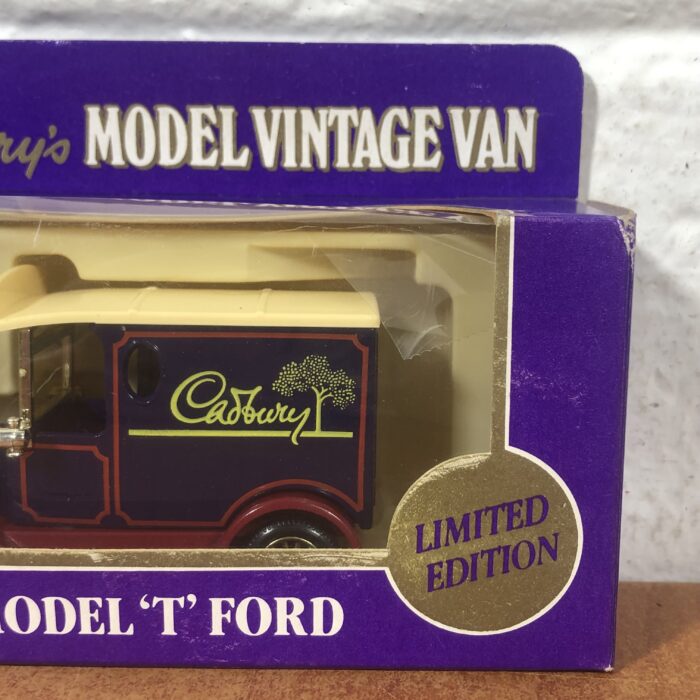 ry's MODEL VINTAGE VAN
Cadbury
LIMITED
EDITION
ODEL 'T' FORD